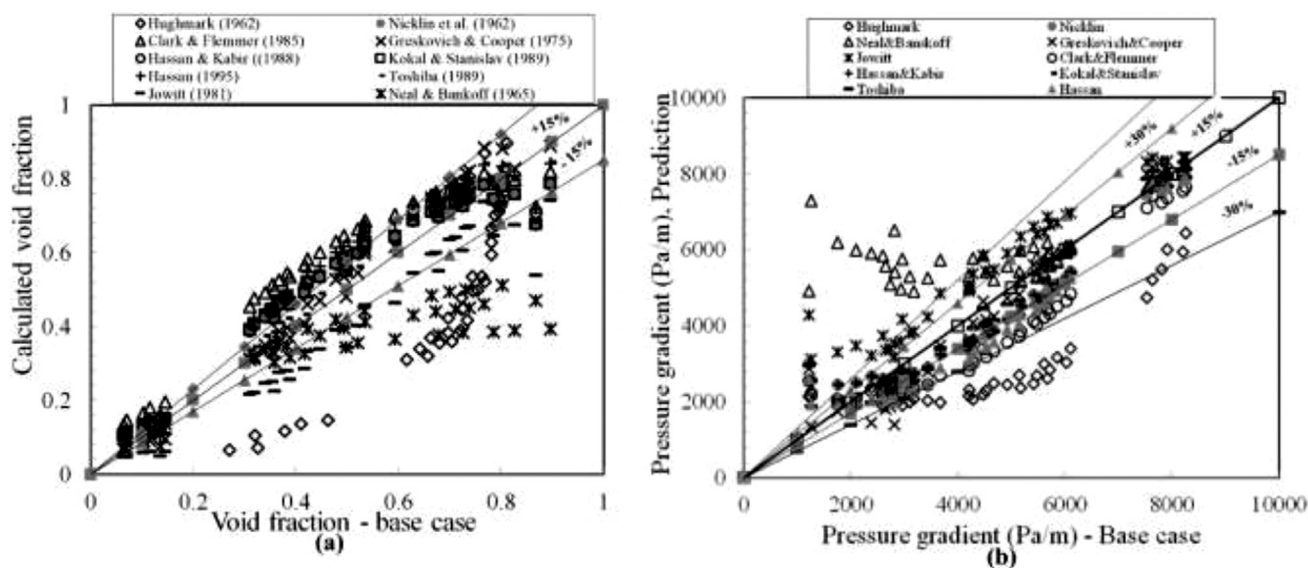 Hughmark (1962) Nicklin et al. (1962)
Clark & Flemmer (1985) Greskovich & Cooper (1975)
Hassan & Kabir ((1988) Kokal & Stanislav (1989)
Hassan (1995) Toshiba (1989)
Jowitt (1981) Neal & Bankoff (1965)
Calculated void fraction
1
0.8
0.6
0.4
0.2
0
+15%
-15%
0 0.2 0.4 0.6 0.8 1
Void fraction - base case
(a)
Hughmark Nicklin
Neal&Banskoff Greskovich&Cooper
Jowitt Clark&Flemmer
Hassan&Kabir Kokal&Stanislav
Toshiba Hassan
Pressure gradient (Pa/m), Prediction
10000
8000
6000
4000
2000
0
+30%
+15%
-15%
-30%
0 2000 4000 6000 8000 10000
Pressure gradient (Pa/m) - Base case
(b)